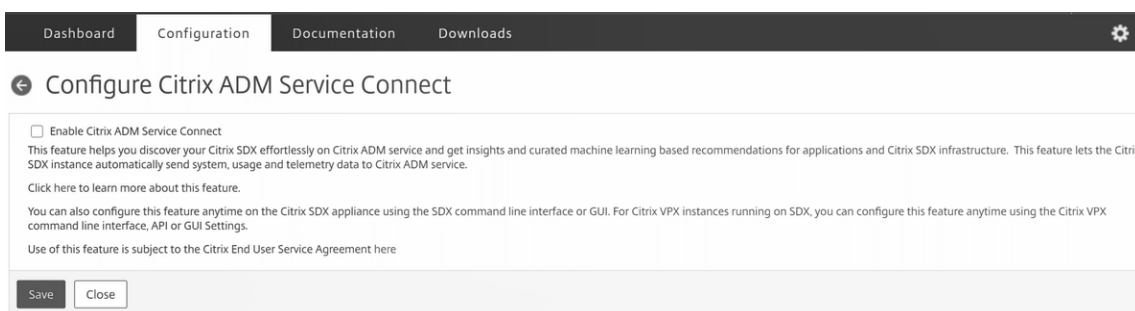 Dashboard Configuration Documentation Downloads
Configure Citrix ADM Service Connect
Enable Citrix ADM Service Connect
This feature helps you discover your Citrix SDX effortlessly on Citrix ADM service and get insights and curated machine learning based recommendations for applications and Citrix SDX infrastructure. This feature lets the Citri
SDX instance automatically send system, usage and telemetry data to Citrix ADM service.
Click here to learn more about this feature.
You can also configure this feature anytime on the Citrix SDX appliance using the SDX command line interface or GUI. For Citrix VPX instances running on SDX, you can configure this feature anytime using the Citrix VPX
command line interface, API or GUI Settings.
Use of this feature is subject to the Citrix End User Service Agreement here
Save Close